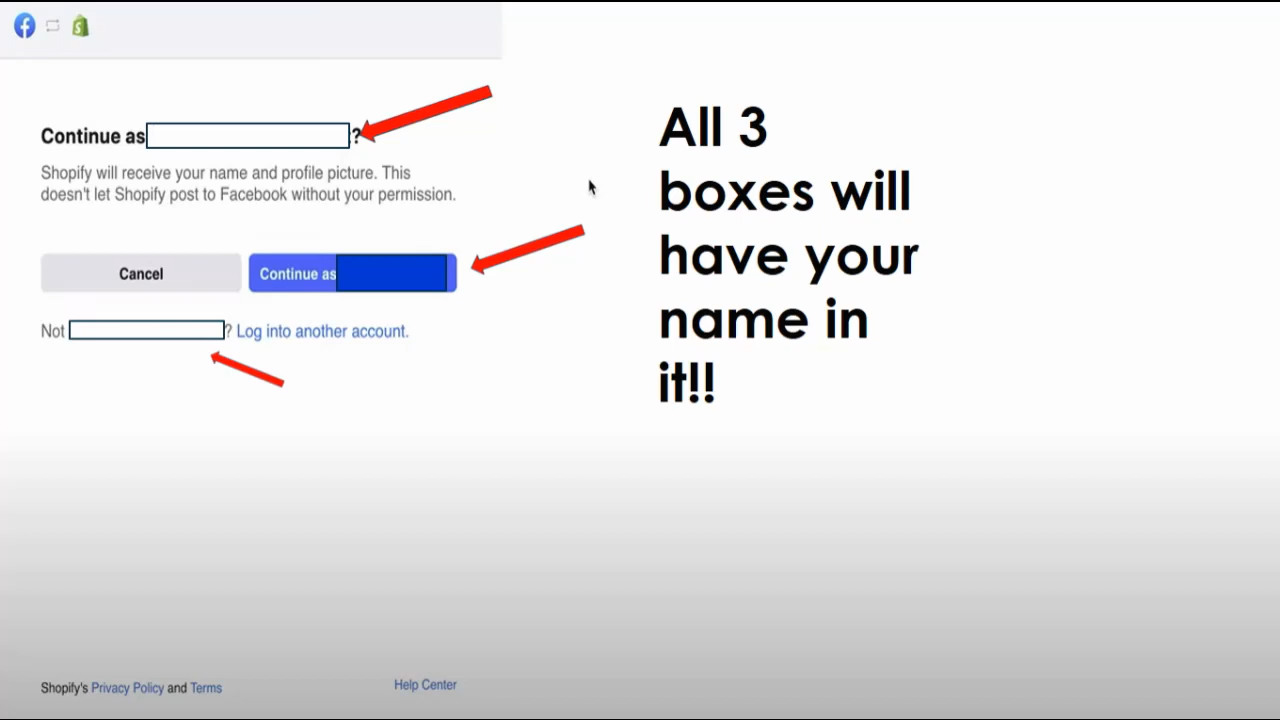 Continue as ?
Shopify will receive your name and profile picture. This
doesn't let Shopify post to Facebook without your permission.
Cancel
Continue as
Not ? Log into another account.
All 3
boxes will
have your
name in
it!!
Shopify's Privacy Policy and Terms
Help Center